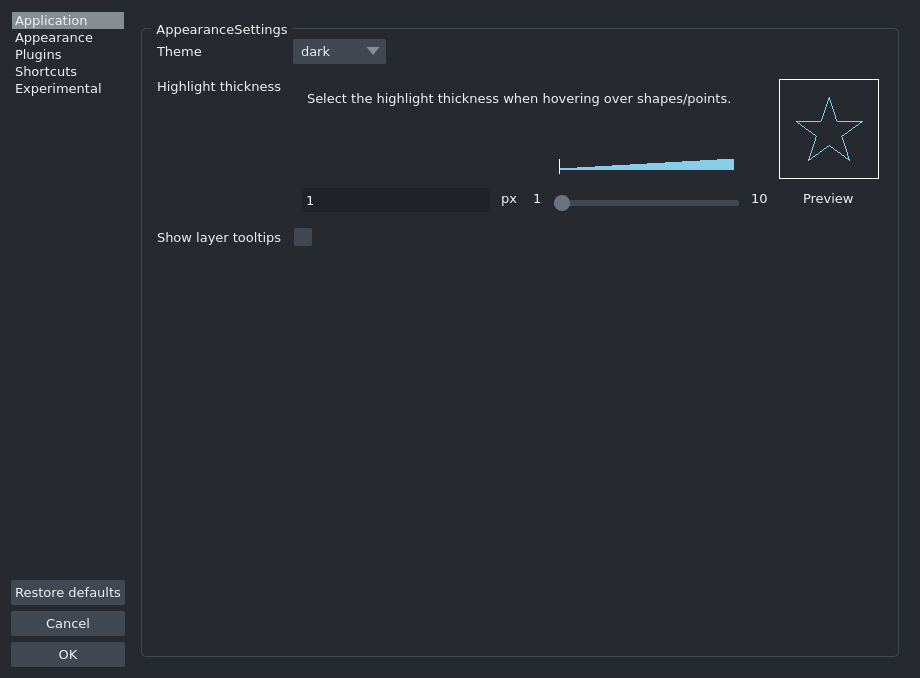 Application
Appearance
Plugins
Shortcuts
Experimental
AppearanceSettings
Theme
dark
Highlight thickness
Select the highlight thickness when hovering over shapes/points.
1
px
1
10
Preview
Show layer tooltips
Restore defaults
Cancel
OK